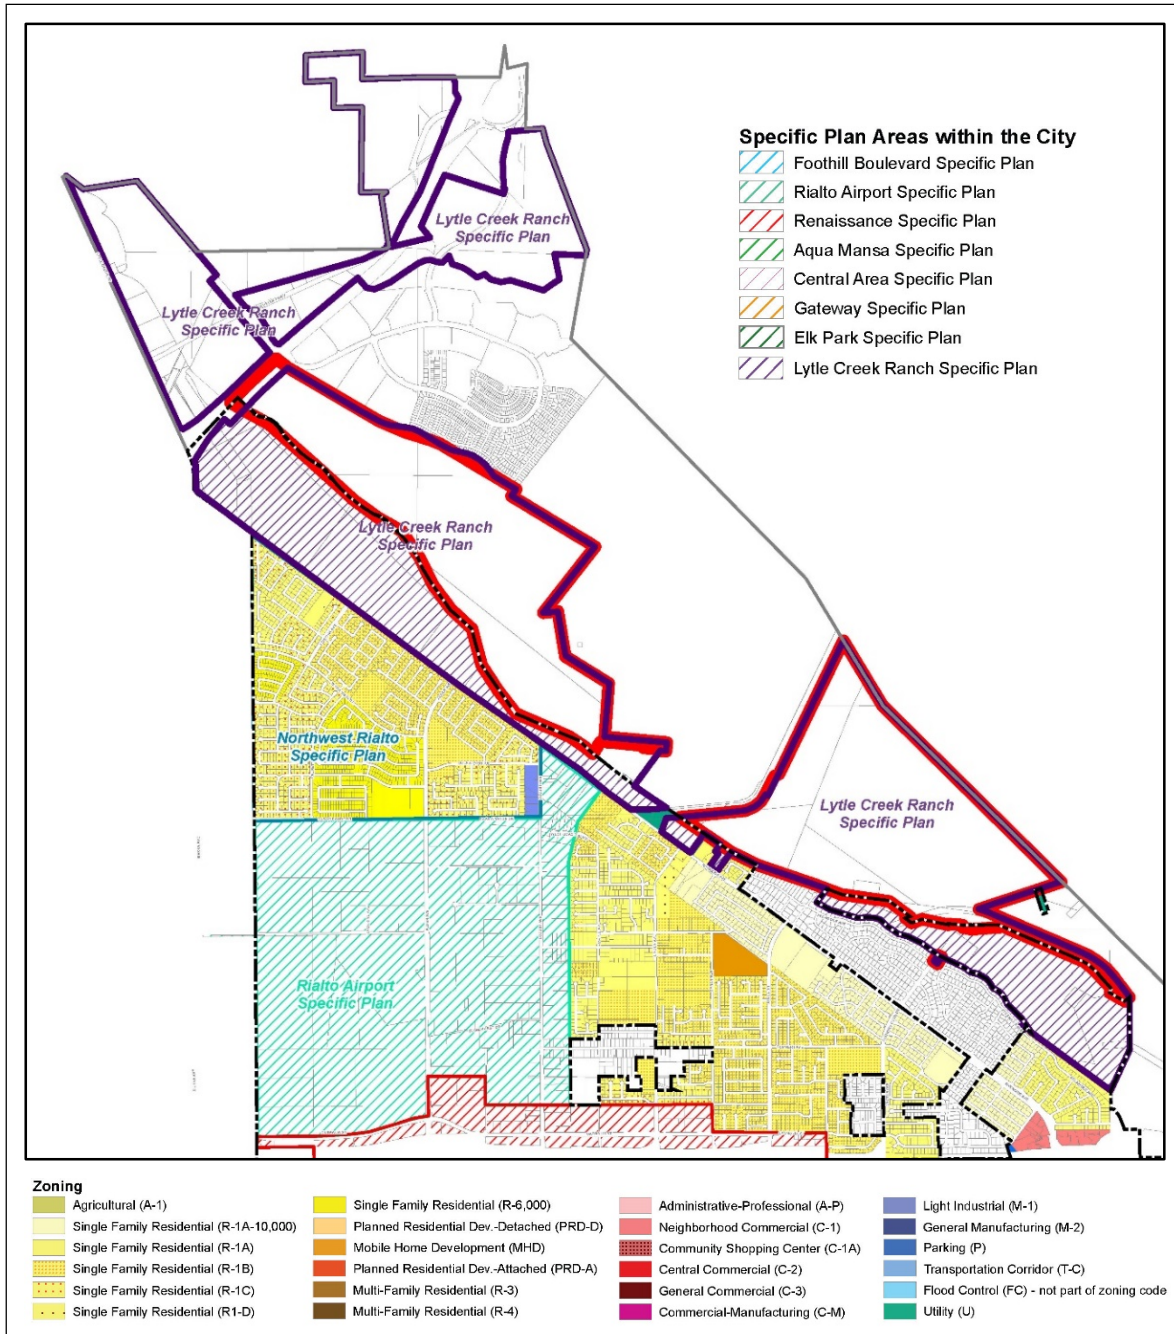 Specific Plan Areas within the City
Foothill Boulevard Specific Plan
Rialto Airport Specific Plan
Renaissance Specific Plan
Aqua Mansa Specific Plan
Central Area Specific Plan
Gateway Specific Plan
Elk Park Specific Plan
Lytle Creek Ranch Specific Plan
Lytle Creek Ranch
Specific Plan
Lytle Creek Ranch
Specific Plan
Lytle Creek Ranch
Specific Plan
Northwest Rialto
Specific Plan
Lytle Creek Ranch
Specific Plan
Rialto Airport
Specific Plan
Zoning
Agricultural (A-1)
Single Family Residential (R-1A-10,000)
Single Family Residential (R-1A)
Single Family Residential (R-1B)
Single Family Residential (R-1C)
Single Family Residential (R1-D)
Single Family Residential (R-6,000)
Planned Residential Dev.-Detached (PRD-D)
Mobile Home Development (MHD)
Planned Residential Dev.-Attached (PRD-A)
Multi-Family Residential (R-3)
Multi-Family Residential (R-4)
Administrative-Professional (A-P)
Neighborhood Commercial (C-1)
Community Shopping Center (C-1A)
Central Commercial (C-2)
General Commercial (C-3)
Commercial-Manufacturing (C-M)
Light Industrial (M-1)
General Manufacturing (M-2)
Parking (P)
Transportation Corridor (T-C)
Flood Control (FC) - not part of zoning code
Utility (U)